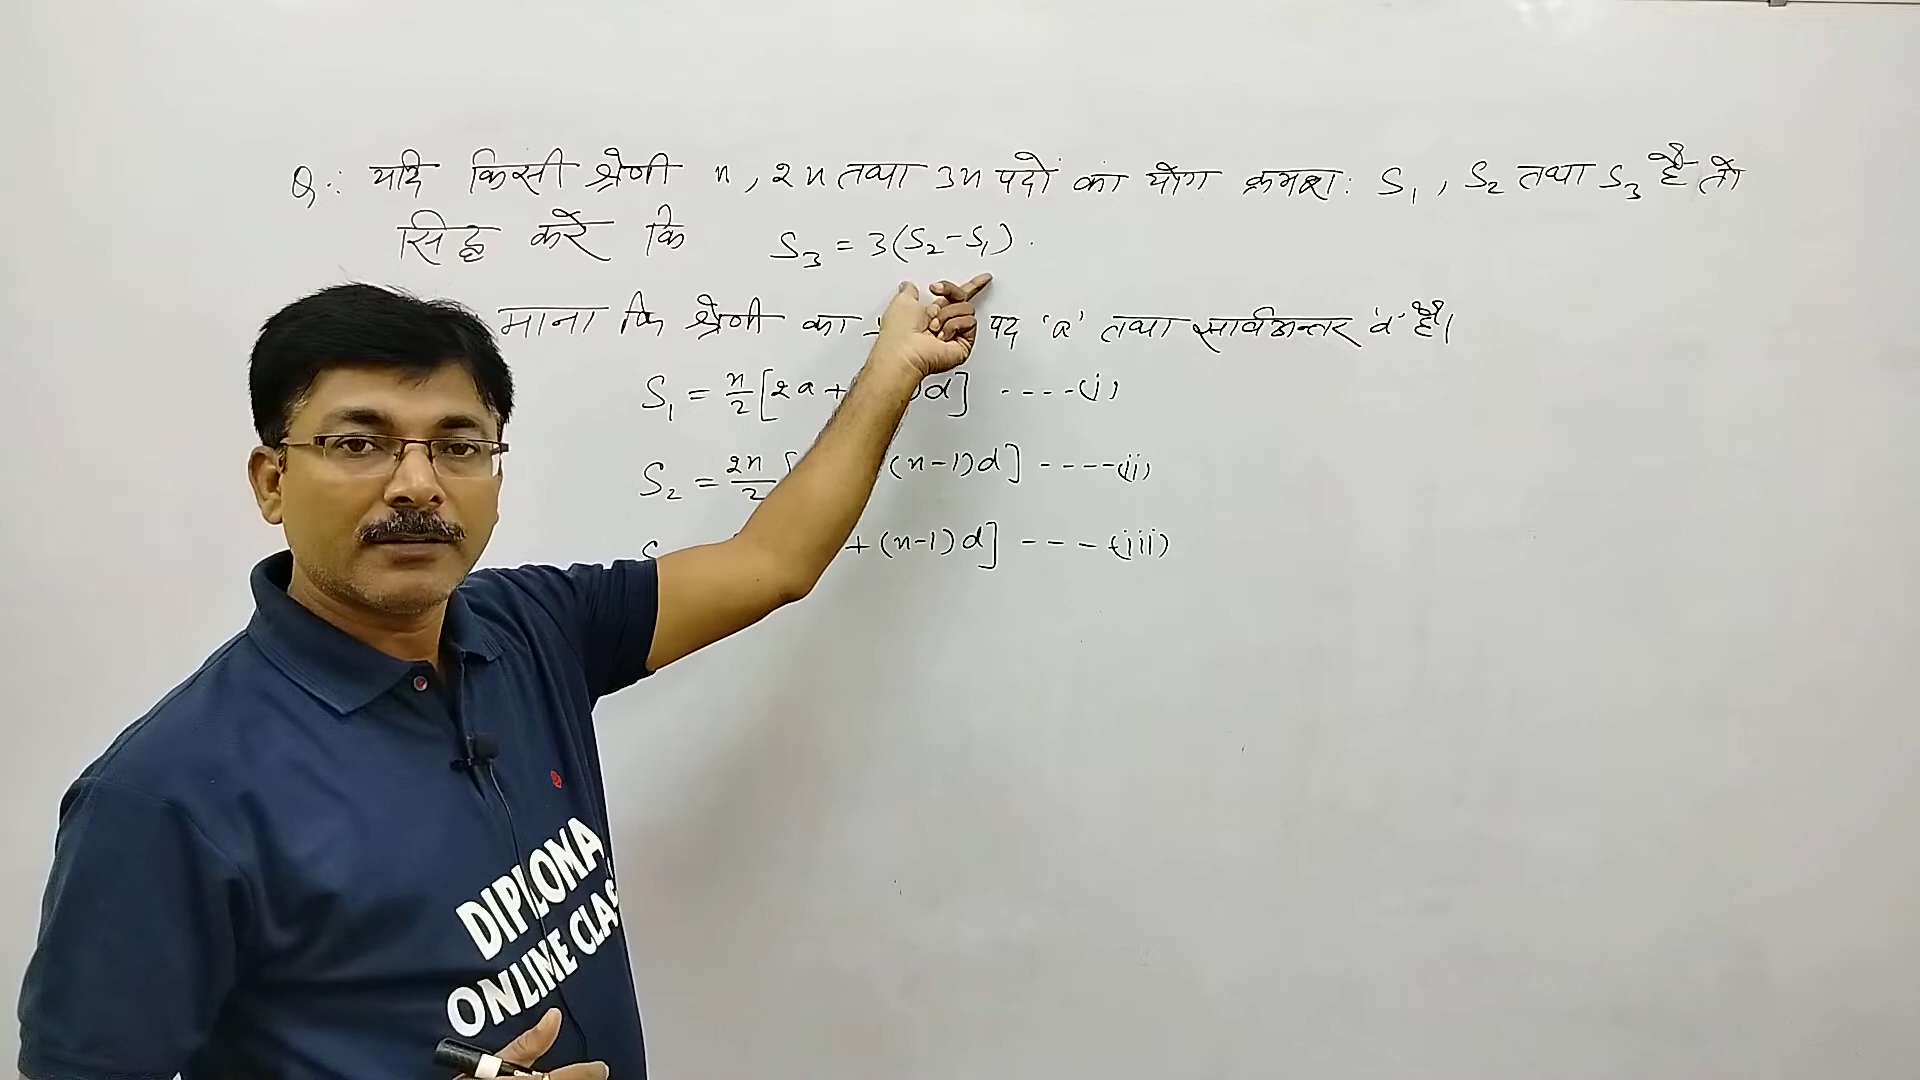 Q:. यदि किसी श्रेणी n, 2n तथा 3n पदों का योग क्रमशः S₁, S₂ तथा S₃ है तो
सिद्ध करें कि S₃ = 3(S₂-S₁).
माना कि श्रेणी का पद 'a' तथा सार्वअन्तर 'd' है।
S₁ = n/2 [2a + d] ----(i)
S₂ = 2n/2 [ (n-1)d] ----(ii)
S + (n-1)d] --- -(iii)
DIPLOMA
ONLINE CLAS